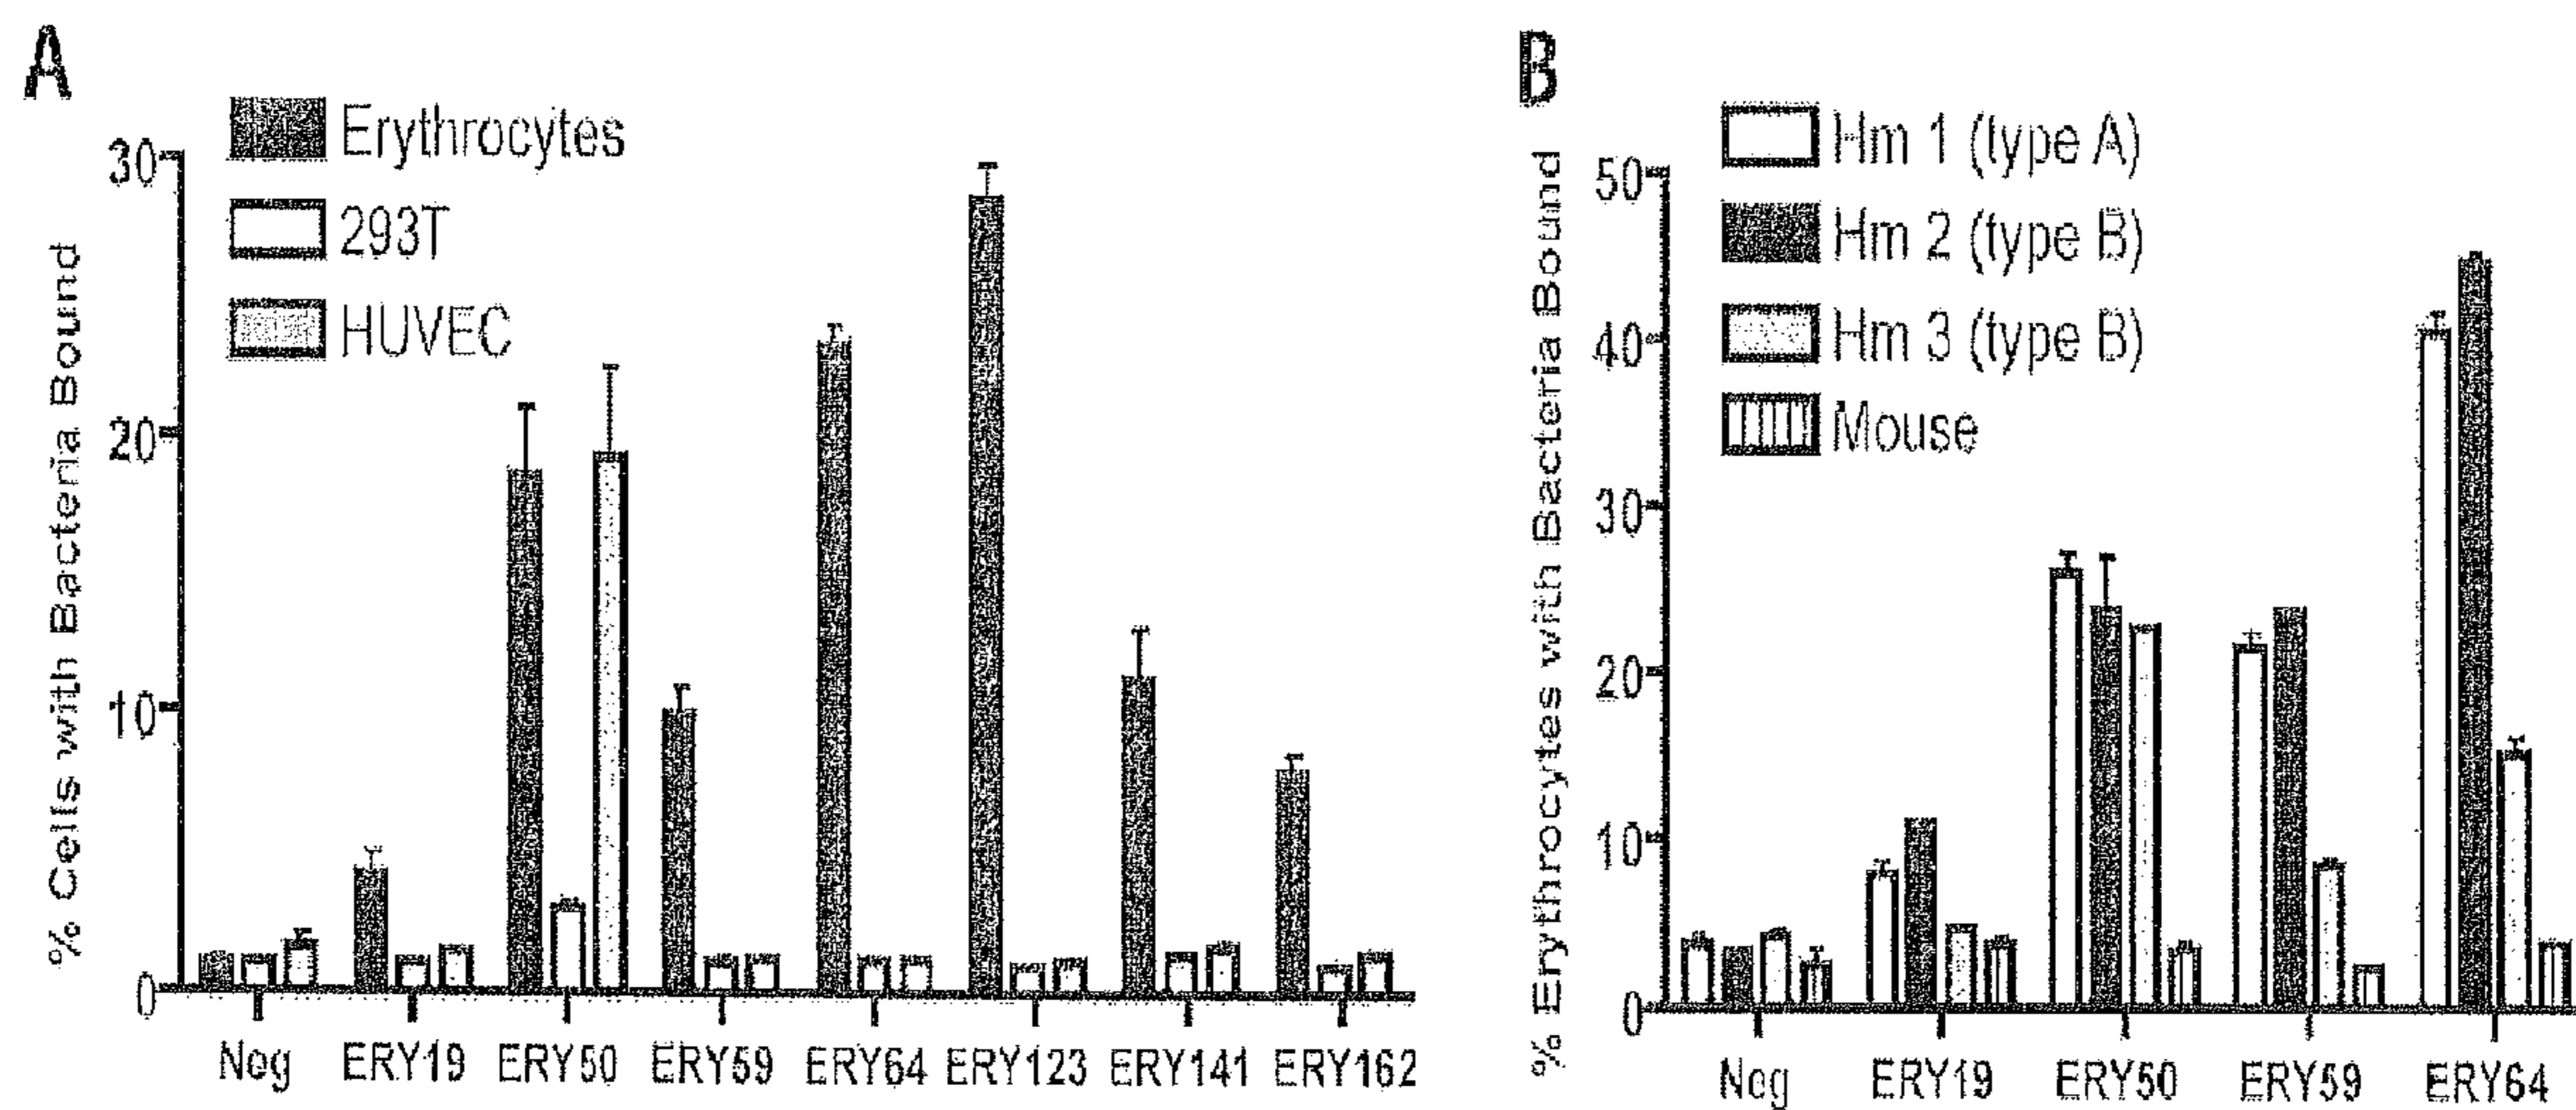 A
Erythrocytes
293T
HUVEC
% Cells with Bacteria Bound
30
20
10
0
Neg ERY19 ERY50 ERY59 ERY64 ERY123 ERY141 ERY162
B
Hm 1 (type A)
Hm 2 (type B)
Hm 3 (type B)
Mouse
% Erythrocytes with Bacteria Bound
50
40
30
20
10
0
Neg ERY19 ERY50 ERY59 ERY64